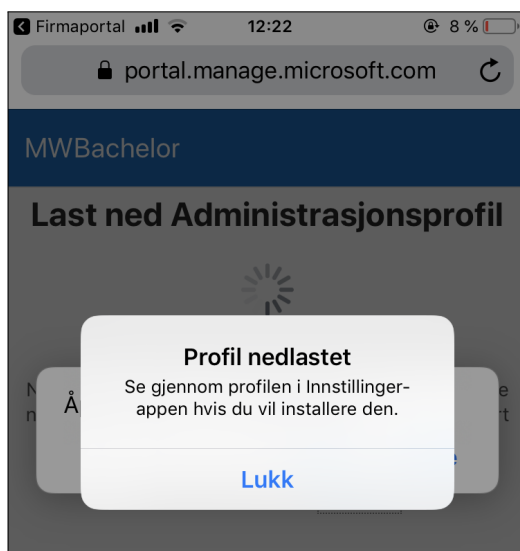 Firmaportal 12:22 8 %
portal.manage.microsoft.com
MWBachelor
Last ned Administrasjonsprofil
Profil nedlastet
Se gjennom profilen i Innstillinger-
appen hvis du vil installere den.
Lukk